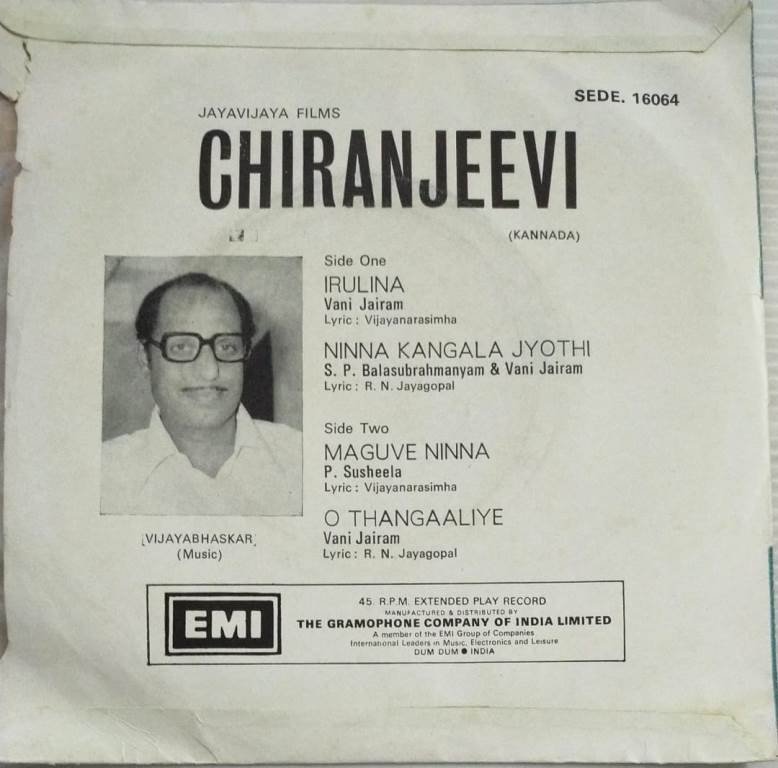 SEDE. 16064
JAYAVIJAYA FILMS
CHIRANJEEVI
(KANNADA)
Side One
IRULINA
Vani Jairam
Lyric : Vijayanarasimha
NINNA KANGALA JYOTHI
S. P. Balasubrahmanyam & Vani Jairam
Lyric : R. N. Jayagopal
Side Two
MAGUVE NINNA
P. Susheela
Lyric : Vijayanarasimha
O THANGAALIYE
Vani Jairam
Lyric : R. N. Jayagopal
VIJAYABHASKAR
(Music)
EMI
45. R.P.M. EXTENDED PLAY RECORD
MANUFACTURED & DISTRIBUTED BY
THE GRAMOPHONE COMPANY OF INDIA LIMITED
A member of the EMI Group of Companies
International Leaders in Music, Electronics and Leisure
DUM DUM ● INDIA